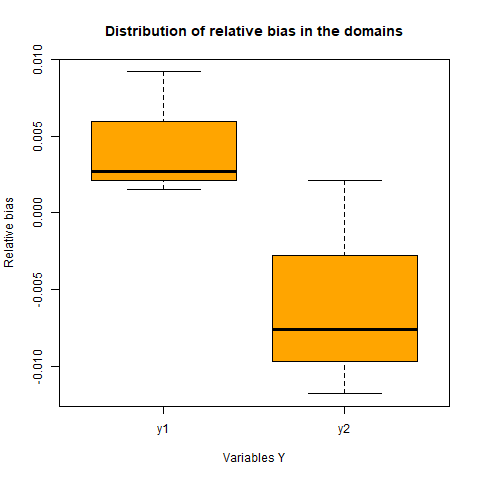 Distribution of relative bias in the domains
Relative bias
0.010
0.005
0.000
-0.005
-0.010
y1
y2
Variables Y